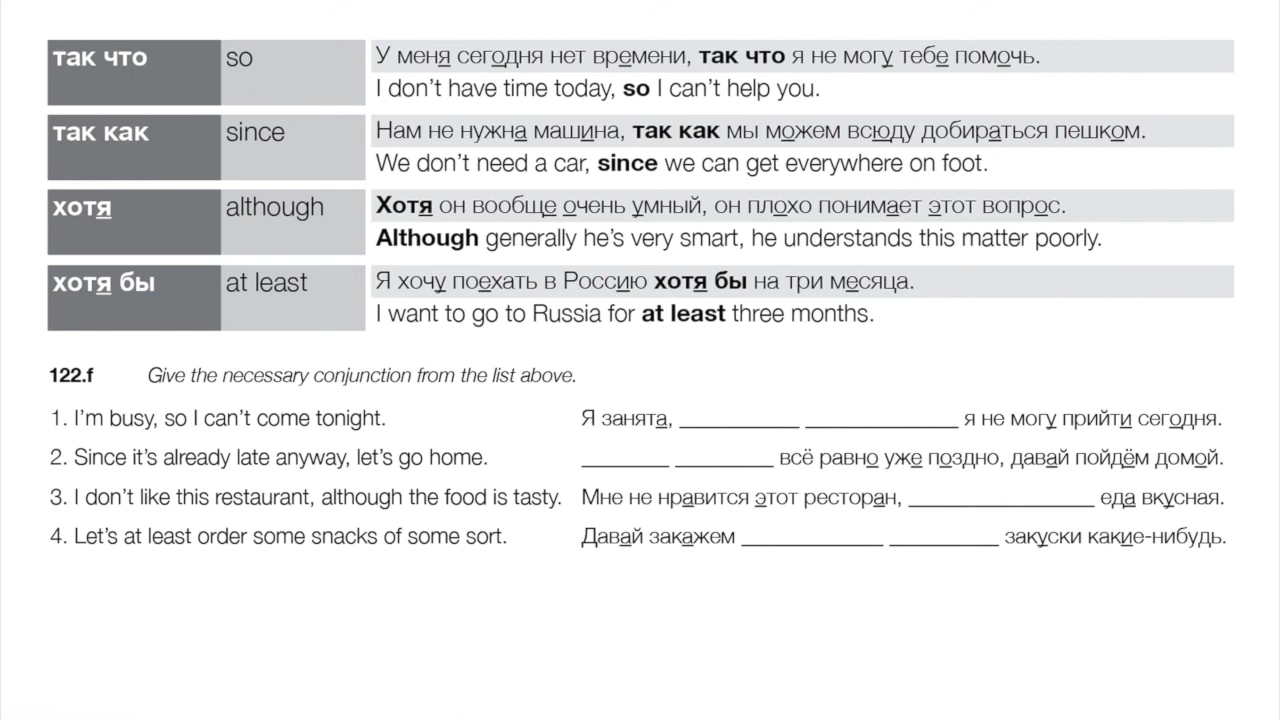 так что so У меня сегодня нет времени, так что я не могу тебе помочь.
I don't have time today, so I can't help you.
так как since Нам не нужна машина, так как мы можем всюду добираться пешком.
We don't need a car, since we can get everywhere on foot.
хотя although Хотя он вообще очень умный, он плохо понимает этот вопрос.
Although generally he's very smart, he understands this matter poorly.
хотя бы at least Я хочу поехать в Россию хотя бы на три месяца.
I want to go to Russia for at least three months.
122.f Give the necessary conjunction from the list above.
1. I'm busy, so I can't come tonight. Я занята, __________ __________ я не могу прийти сегодня.
2. Since it's already late anyway, let's go home. ________ ________ всё равно уже поздно, давай пойдём домой.
3. I don't like this restaurant, although the food is tasty. Мне не нравится этот ресторан, ________________ еда вкусная.
4. Let's at least order some snacks of some sort. Давай закажем ____________ __________ закуски какие-нибудь.